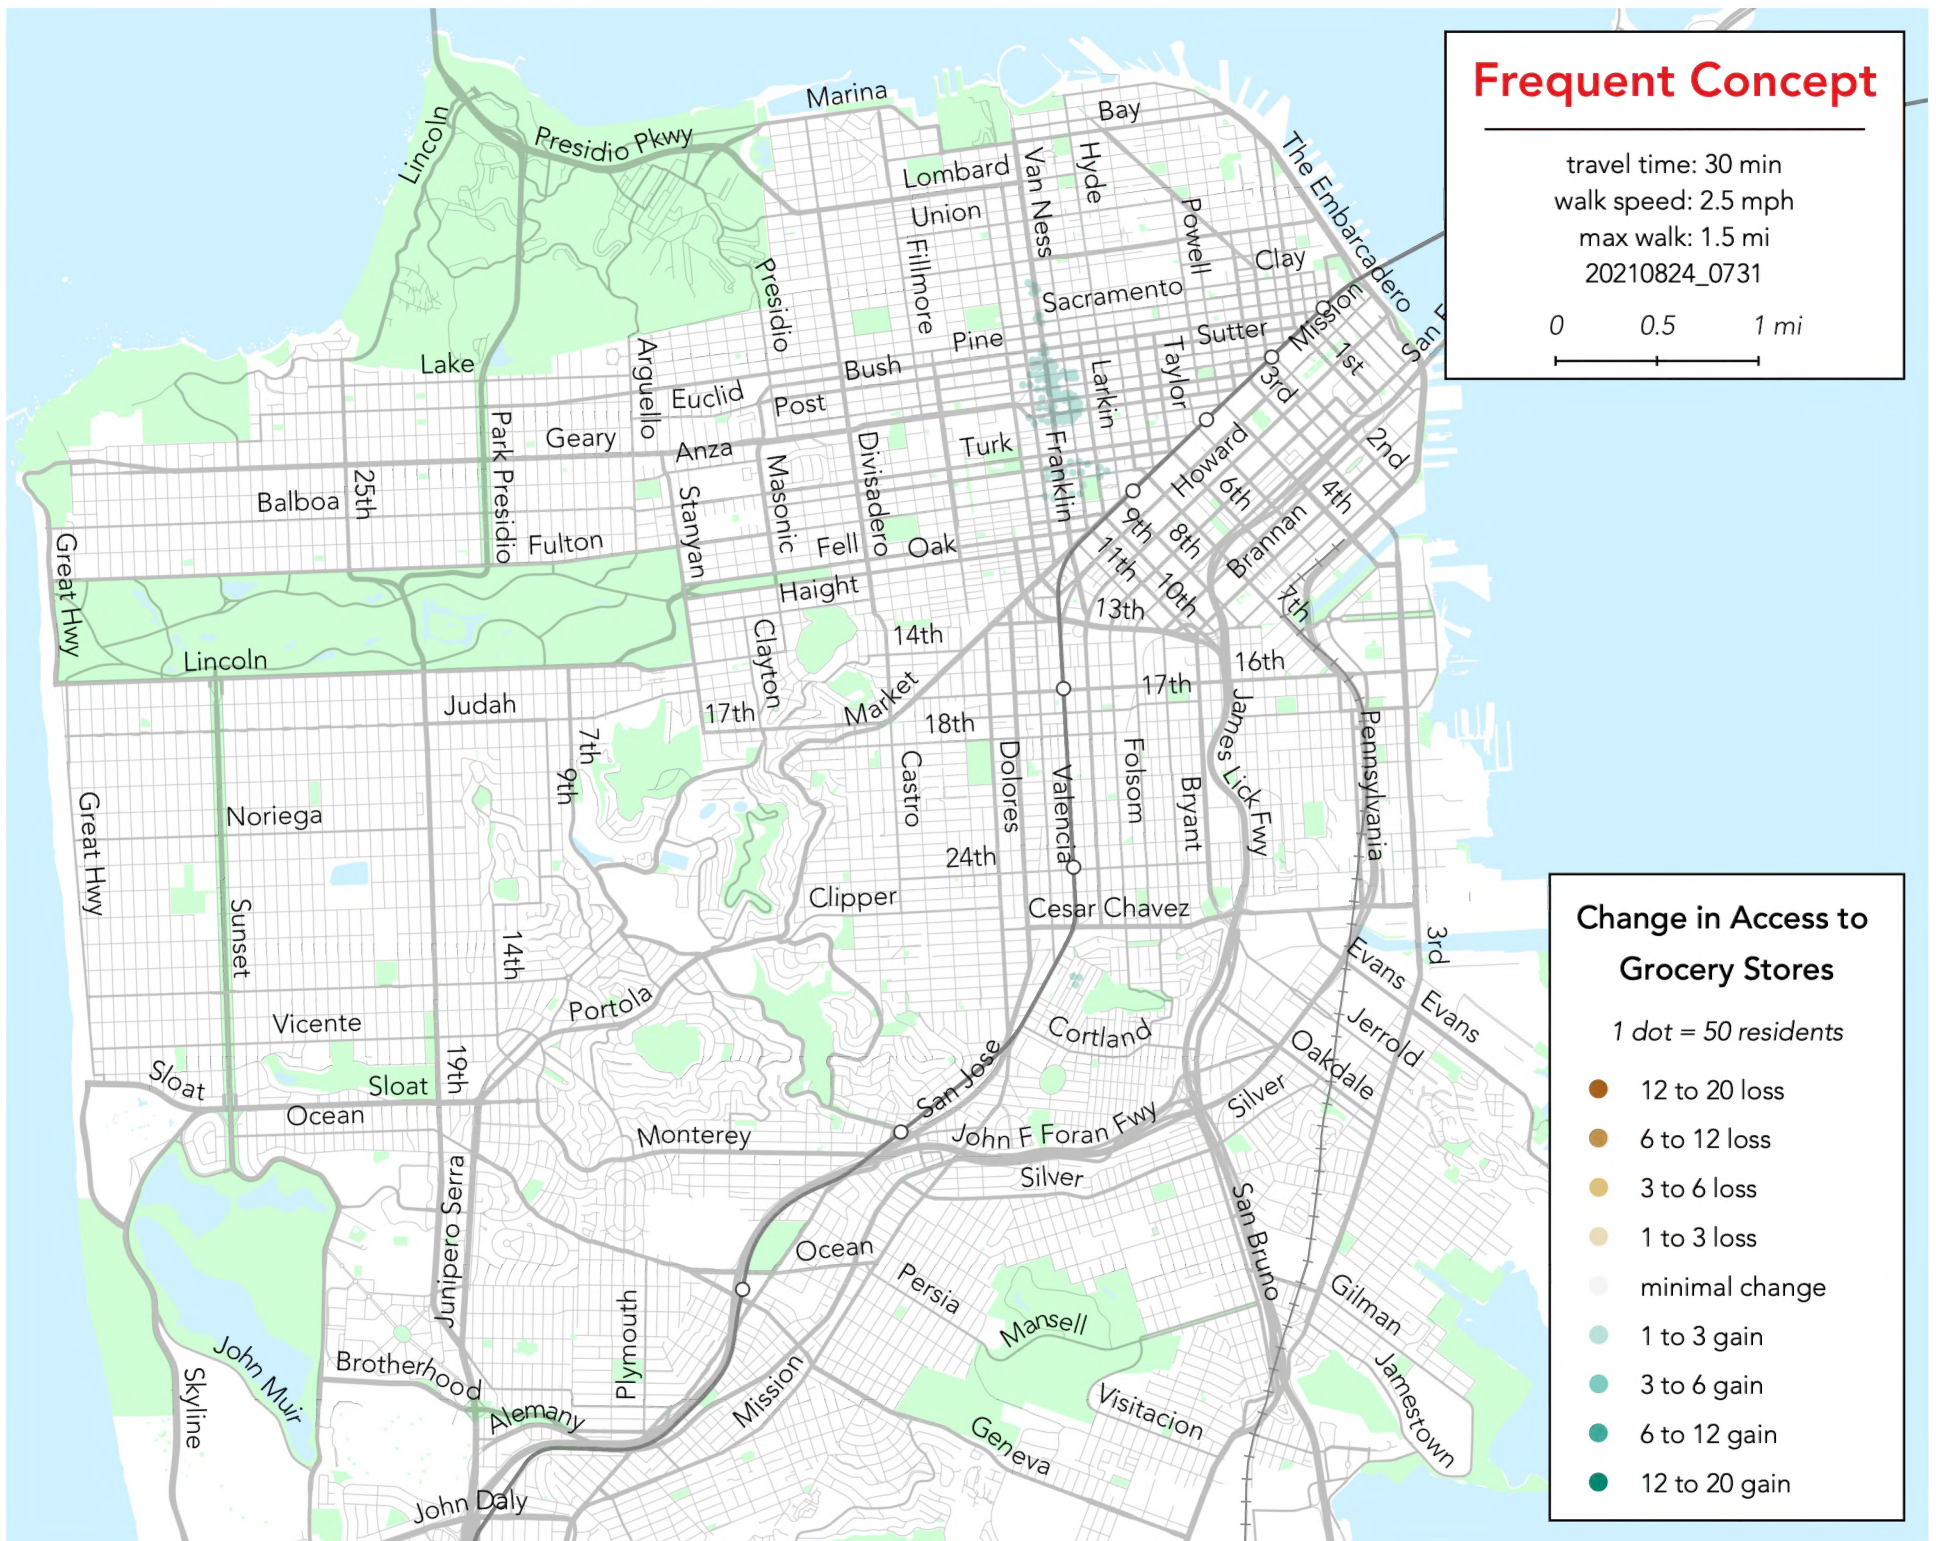 Frequent Concept
travel time: 30 min
walk speed: 2.5 mph
max walk: 1.5 mi
20210824_0731
0 0.5 1 mi
Marina
Bay
Lincoln
Presidio Pkwy
Lombard
Van Ness
Hyde
The Embarcadero
Union
Fillmore
Powell
Clay
Presidio
Sacramento
Mission
Sutter
San F
Pine
Lake
Arguello
Bush
Larkin
Taylor
1st
3rd
Euclid
Post
Park Presidio
Geary
Anza
Turk
Franklin
Howard
2nd
Masonic
Divisadero
Balboa
25th
Stanyan
6th
4th
Great Hwy
Fulton
Fell
Oak
9th
8th
Brannan
11th
10th
7th
Haight
13th
Clayton
14th
Lincoln
16th
Judah
17th
Market
18th
17th
James Lick Fwy
Pennsylvania
7th
9th
Castro
Dolores
Valencia
Folsom
Bryant
Great Hwy
Noriega
24th
Clipper
Cesar Chavez
Sunset
14th
3rd
Evans
Evans
Portola
Vicente
Cortland
Jerrold
Oakdale
19th
Sloat
Sloat
Ocean
San Jose
Silver
Monterey
John F Foran Fwy
Silver
Junipero Serra
San Bruno
Ocean
Persia
Plymouth
Mansell
Gilman
John Muir
Brotherhood
Skyline
Alemany
Mission
Visitacion
Jamestown
Geneva
John Daly
Change in Access to
Grocery Stores
1 dot = 50 residents
12 to 20 loss
6 to 12 loss
3 to 6 loss
1 to 3 loss
minimal change
1 to 3 gain
3 to 6 gain
6 to 12 gain
12 to 20 gain